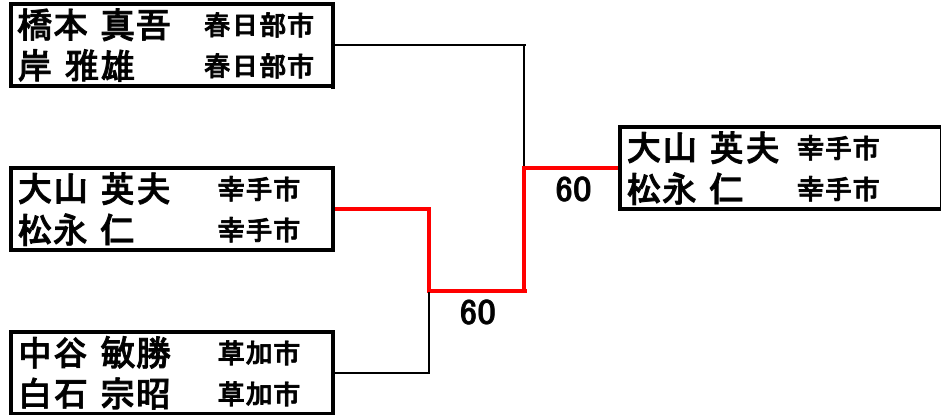 橋本 真吾 春日部市
岸 雅雄 春日部市
大山 英夫 幸手市
松永 仁 幸手市
60
大山 英夫 幸手市
松永 仁 幸手市
60
中谷 敏勝 草加市
白石 宗昭 草加市